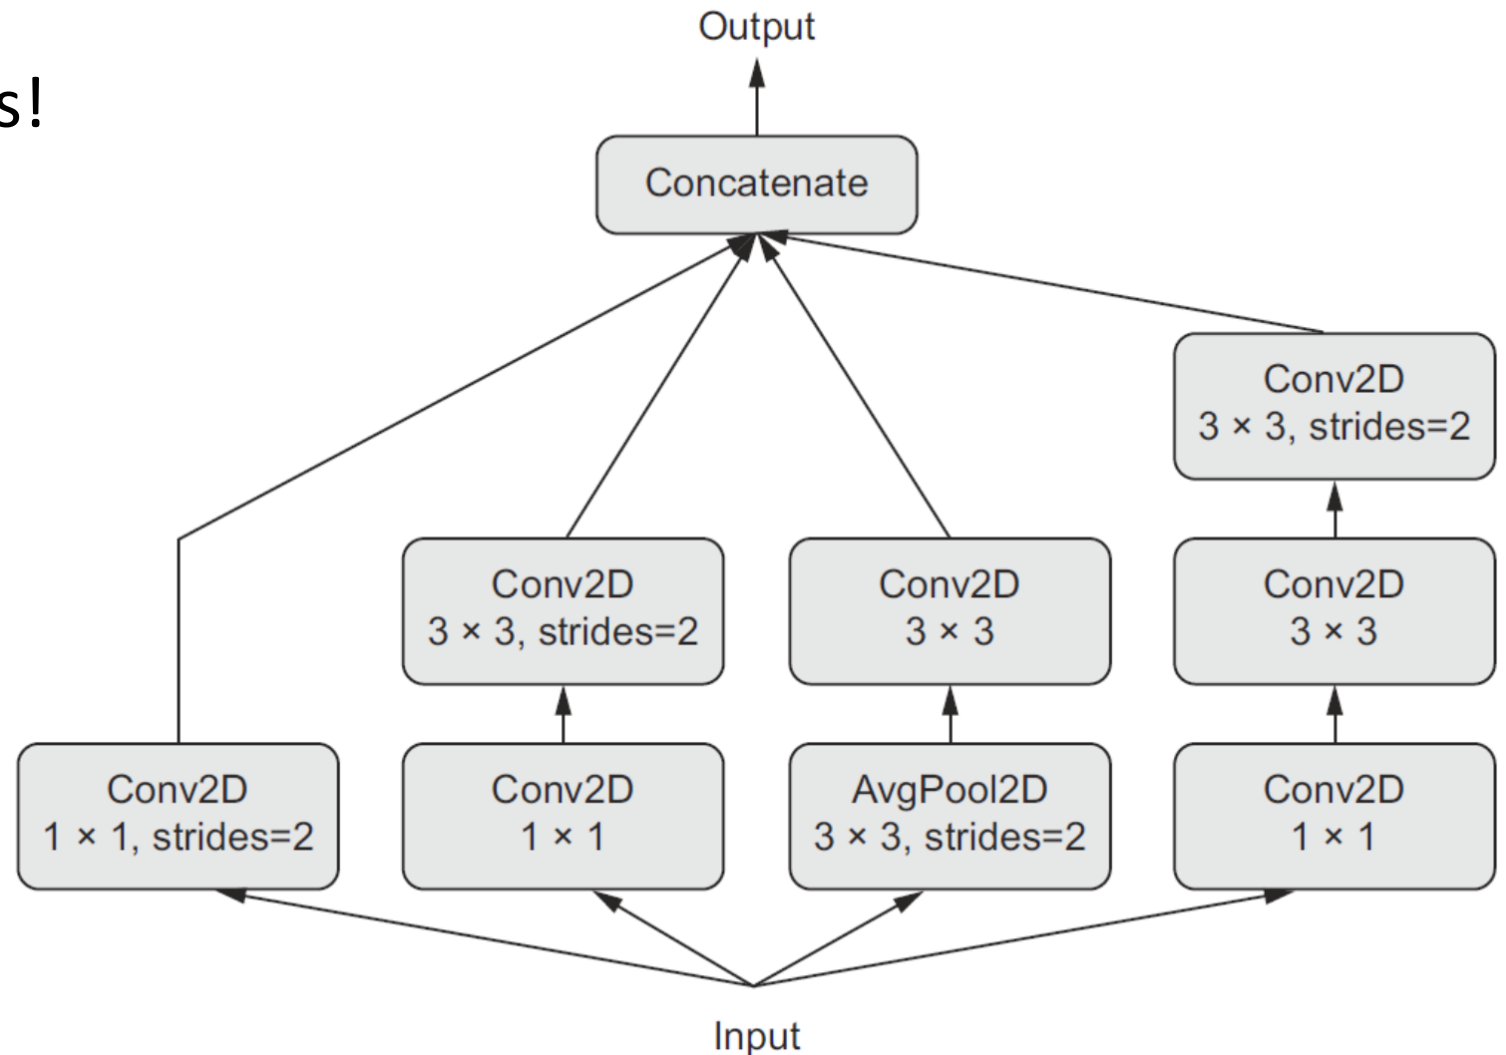 Output
s!
Concatenate
Conv2D
3 × 3, strides=2
Conv2D
3 × 3, strides=2
Conv2D
3 × 3
Conv2D
3 × 3
Conv2D
1 × 1, strides=2
Conv2D
1 × 1
AvgPool2D
3 × 3, strides=2
Conv2D
1 × 1
Input